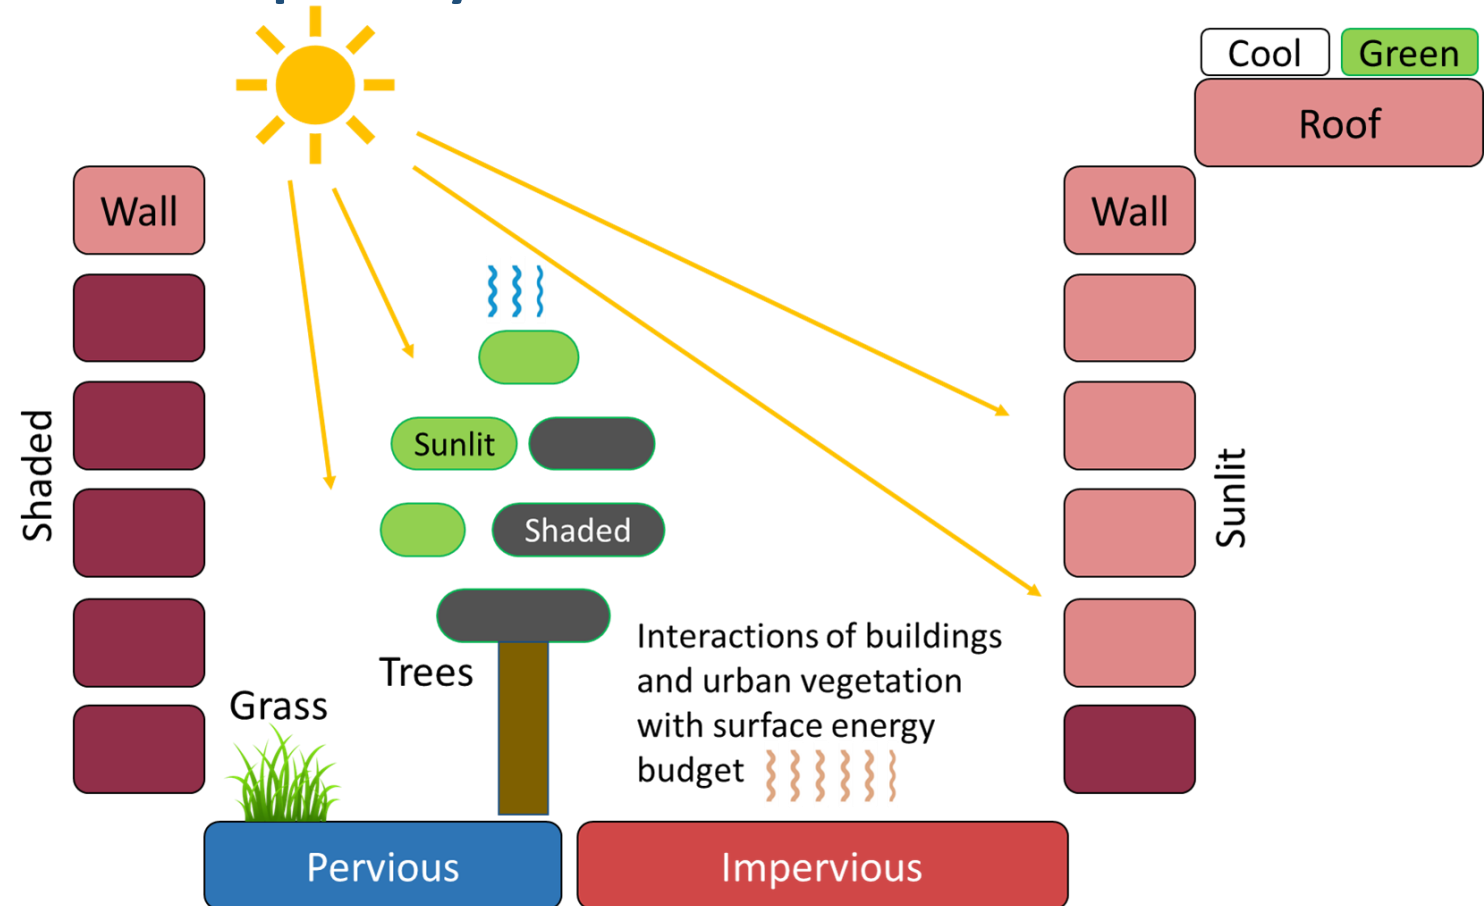 Cool
Green
Roof
Wall
Wall
Shaded
Sunlit
Shaded
Sunlit
Trees
Grass
Interactions of buildings
and urban vegetation
with surface energy
budget
Pervious
Impervious